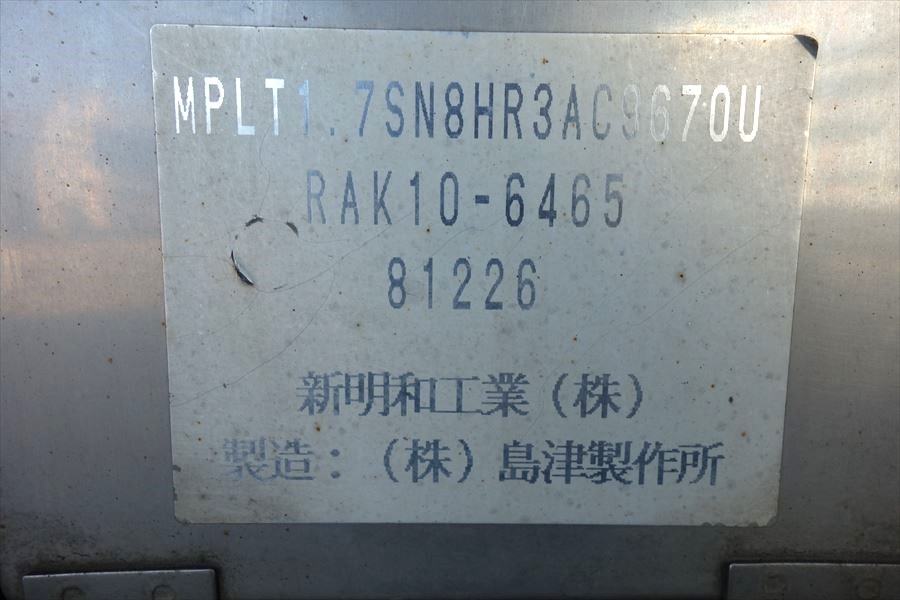 MPLT1.7SN8HR3AC9670U
RAK10-6465
81226
新明和工業(株)
製造:(株)島津製作所